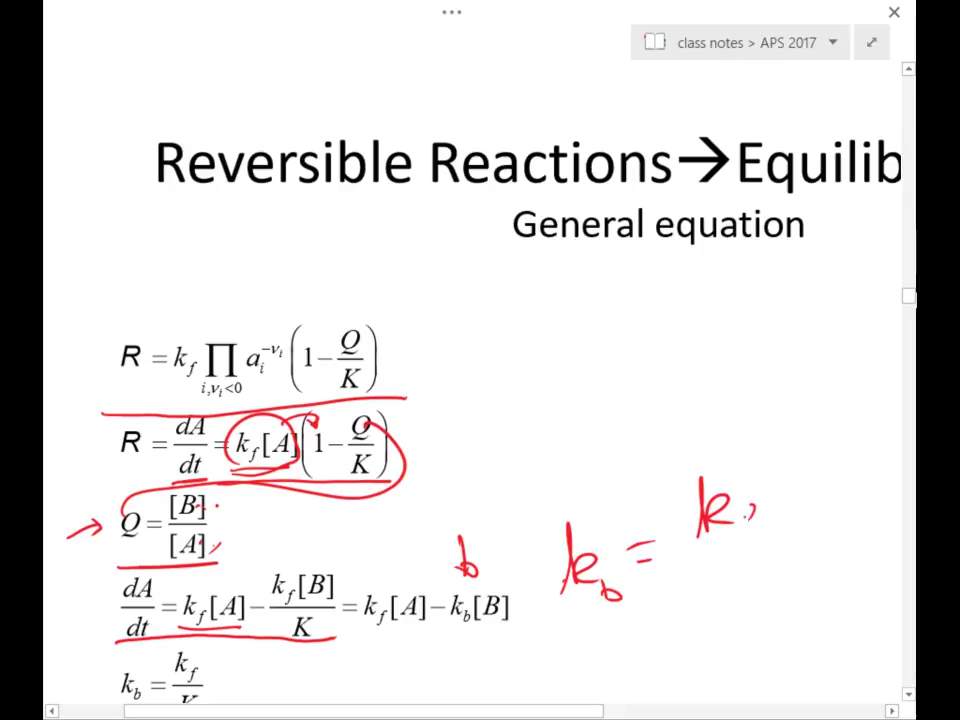 class notes > APS 2017
Reversible Reactions→Equilib
General equation
R = k_f ∏_{i,ν_i<0} a_i^{-ν_i} (1 − Q/K)
R = dA/dt = k_f[A](1 − Q/K)
Q = [B]/[A]
b
k_b = k
dA/dt = k_f[A] − k_f[B]/K = k_f[A] − k_b[B]
k_b = k_f/K